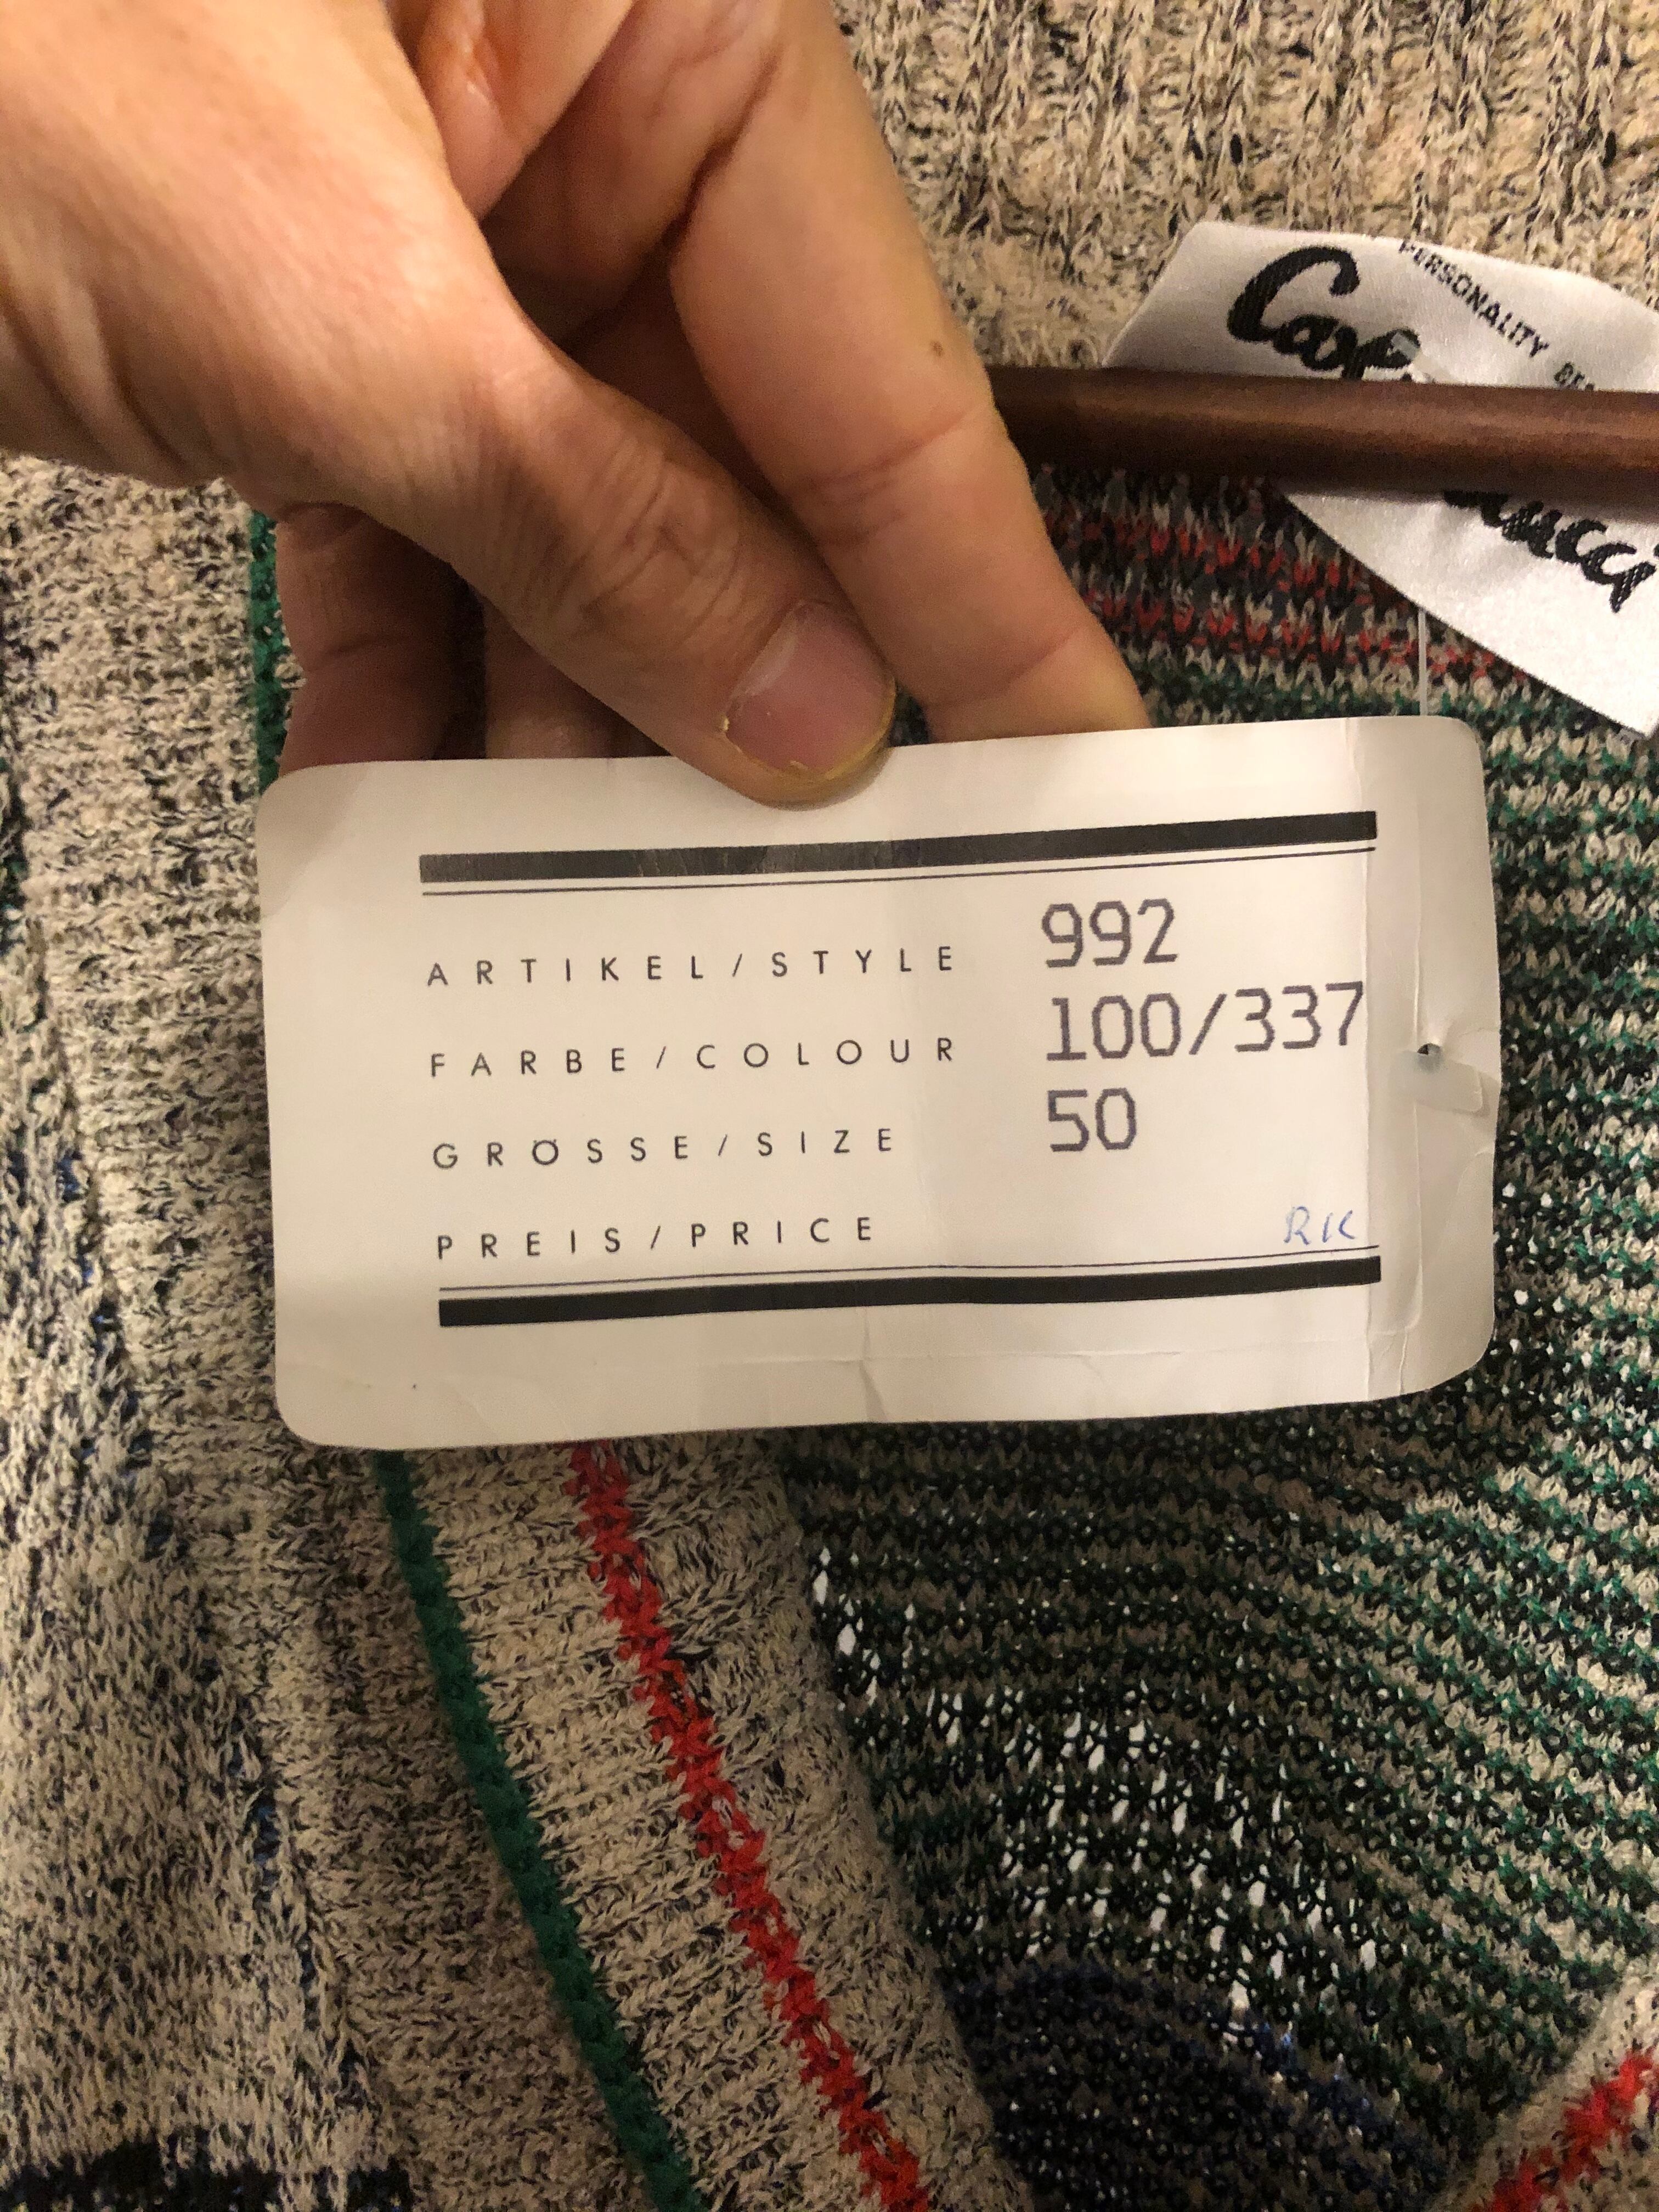 PERSONALITY
ARTIKEL/STYLE 992
FARBE/COLOUR 100/337
GRÖSSE/SIZE 50
PREIS/PRICE RK